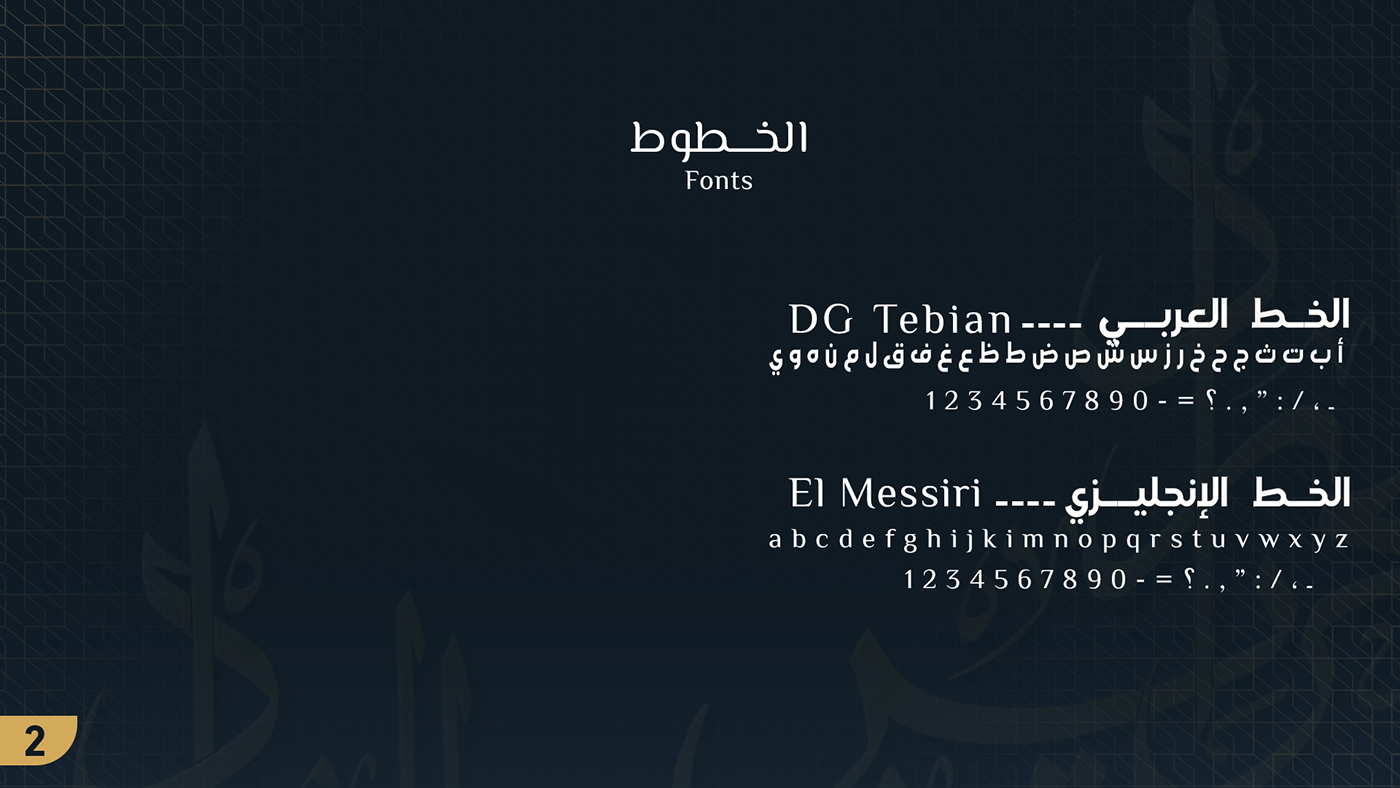 الخـــطوط
Fonts
الخــط العربـــي ---- DG Tebian
أ ب ت ث ج ح خ ر ز س ش ص ض ط ظ ع غ ف ق ل م ن ه و ي
1 2 3 4 5 6 7 8 9 0 - = ؟ . , ” : / ، ـ
الخــط الإنجليـــزي ---- El Messiri
a b c d e f g h i j k i m n o p q r s t u v w x y z
1 2 3 4 5 6 7 8 9 0 - = ؟ . , ” : / ، ـ
2